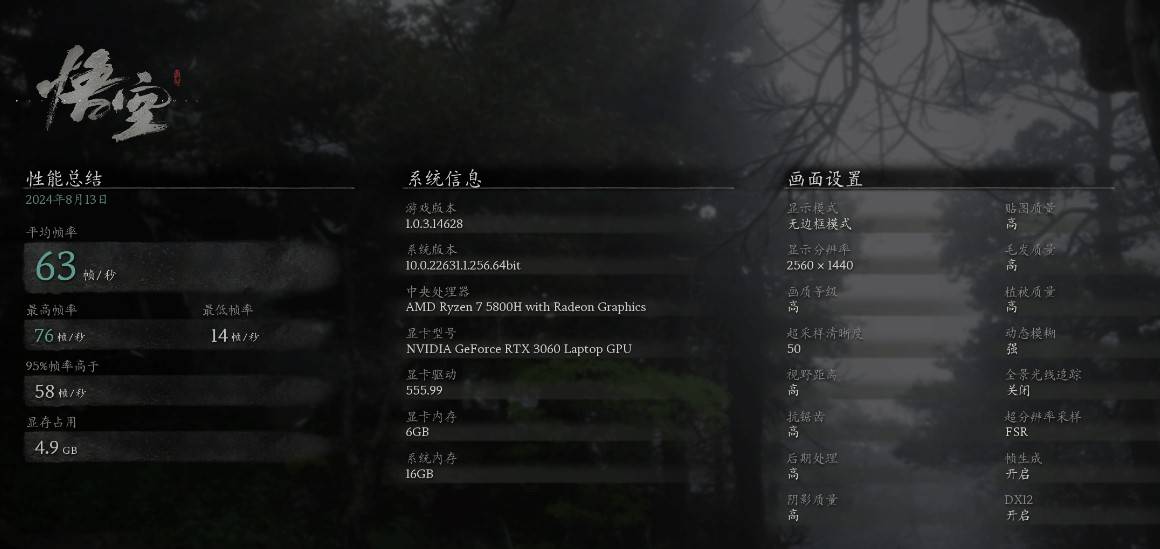 悟空
性能总结
2024年8月13日
平均帧率
63 帧/秒
最高帧率 最低帧率
76 帧/秒 14 帧/秒
95%帧率高于
58 帧/秒
显存占用
4.9 GB
系统信息
游戏版本
1.0.3.14628
系统版本
10.0.22631.1.256.64bit
中央处理器
AMD Ryzen 7 5800H with Radeon Graphics
显卡型号
NVIDIA GeForce RTX 3060 Laptop GPU
显卡驱动
555.99
显卡内存
6GB
系统内存
16GB
画面设置
显示模式 贴图质量
无边框模式 高
显示分辨率 毛发质量
2560 × 1440 高
画质等级 植被质量
高 高
超采样清晰度 动态模糊
50 强
视野距离 全景光线追踪
高 关闭
抗锯齿 超分辨率采样
高 FSR
后期处理 帧生成
高 开启
阴影质量 DX12
高 开启